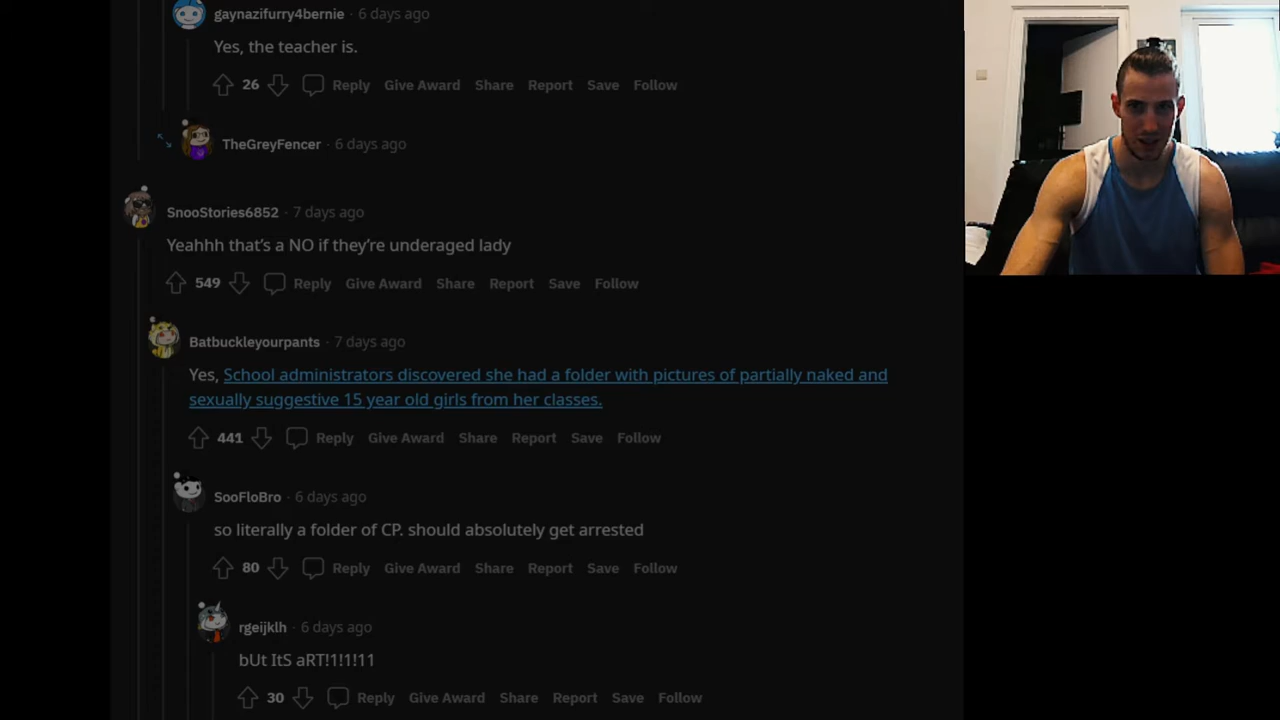 gaynazifurry4bernie · 6 days ago
Yes, the teacher is.
26 Reply Give Award Share Report Save Follow
TheGreyFencer · 6 days ago
SnooStories6852 · 7 days ago
Yeahhh that's a NO if they're underaged lady
549 Reply Give Award Share Report Save Follow
Batbuckleyourpants · 7 days ago
Yes, School administrators discovered she had a folder with pictures of partially naked and
sexually suggestive 15 year old girls from her classes.
441 Reply Give Award Share Report Save Follow
SooFloBro · 6 days ago
so literally a folder of CP. should absolutely get arrested
80 Reply Give Award Share Report Save Follow
rgeijklh · 6 days ago
bUt ItS aRT!1!1!11
30 Reply Give Award Share Report Save Follow